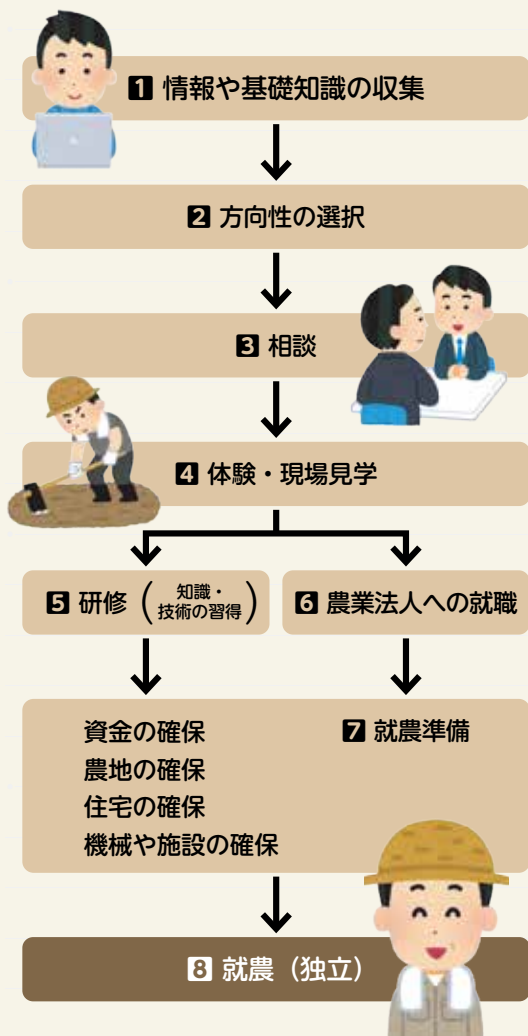 1 情報や基礎知識の収集
2 方向性の選択
3 相談
4 体験・現場見学
5 研修（知識・
技術の習得）
6 農業法人への就職
資金の確保
農地の確保
住宅の確保
機械や施設の確保
7 就農準備
8 就農（独立）